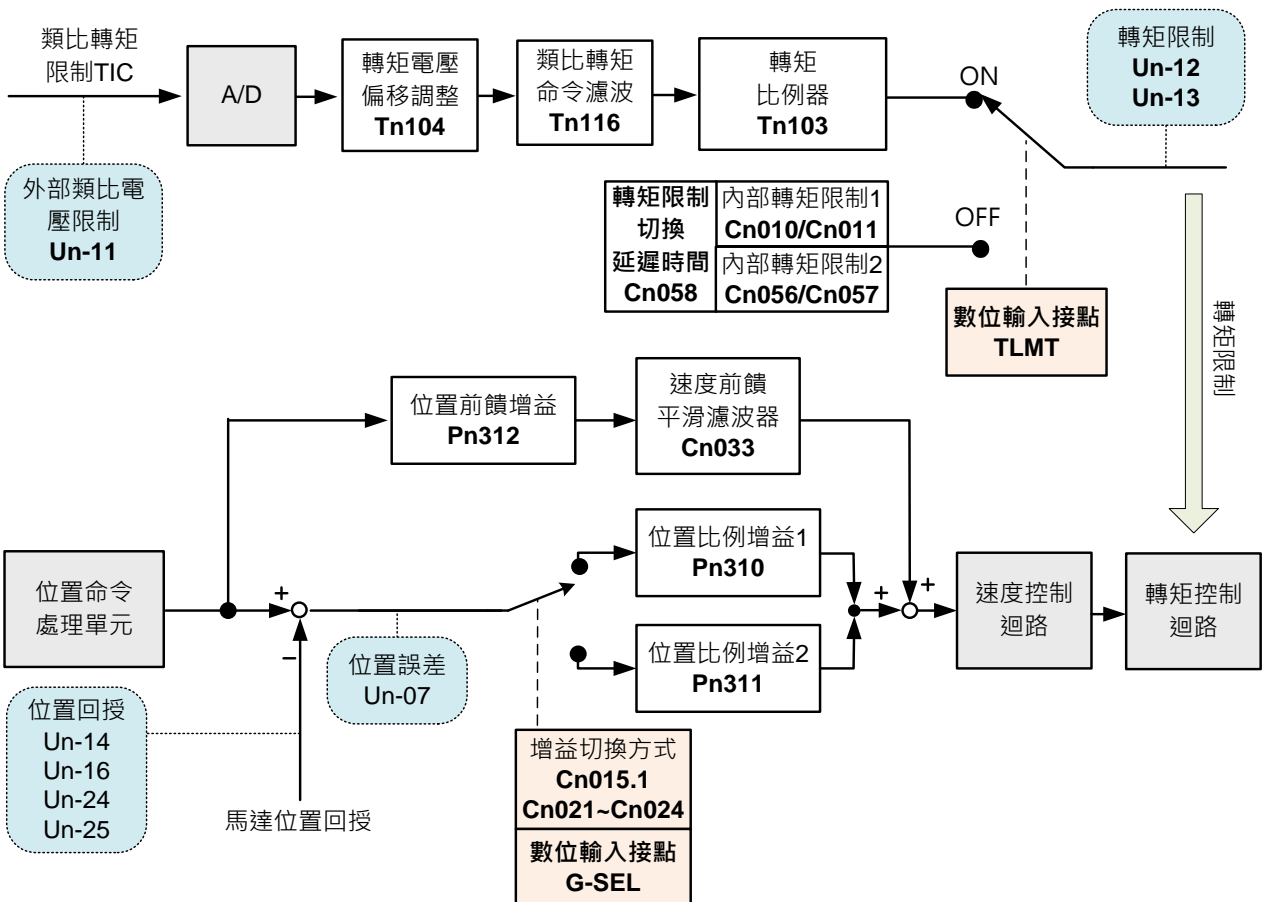 類比轉矩
限制TIC
A/D
轉矩電壓
偏移調整
Tn104
類比轉矩
命令濾波
Tn116
轉矩
比例器
Tn103
ON
轉矩限制
Un-12
Un-13
外部類比電
壓限制
Un-11
轉矩限制
切換
延遲時間
Cn058
內部轉矩限制1
Cn010/Cn011
內部轉矩限制2
Cn056/Cn057
OFF
數位輸入接點
TLMT
轉矩限制
位置前饋增益
Pn312
速度前饋
平滑濾波器
Cn033
位置命令
處理單元
+
−
位置誤差
Un-07
位置比例增益1
Pn310
位置比例增益2
Pn311
+
+
速度控制
迴路
轉矩控制
迴路
位置回授
Un-14
Un-16
Un-24
Un-25
馬達位置回授
增益切換方式
Cn015.1
Cn021~Cn024
數位輸入接點
G-SEL